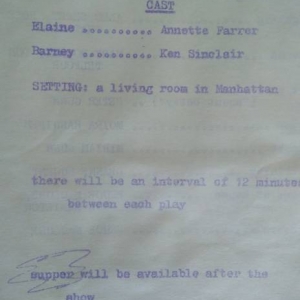 CAST
Elaine .......... Annette Farrer
Barney .......... Ken Simclair
SETTING: a living room in Manhattan
there will be an interval of 12 minutes
between each play
supper will be available after the
show